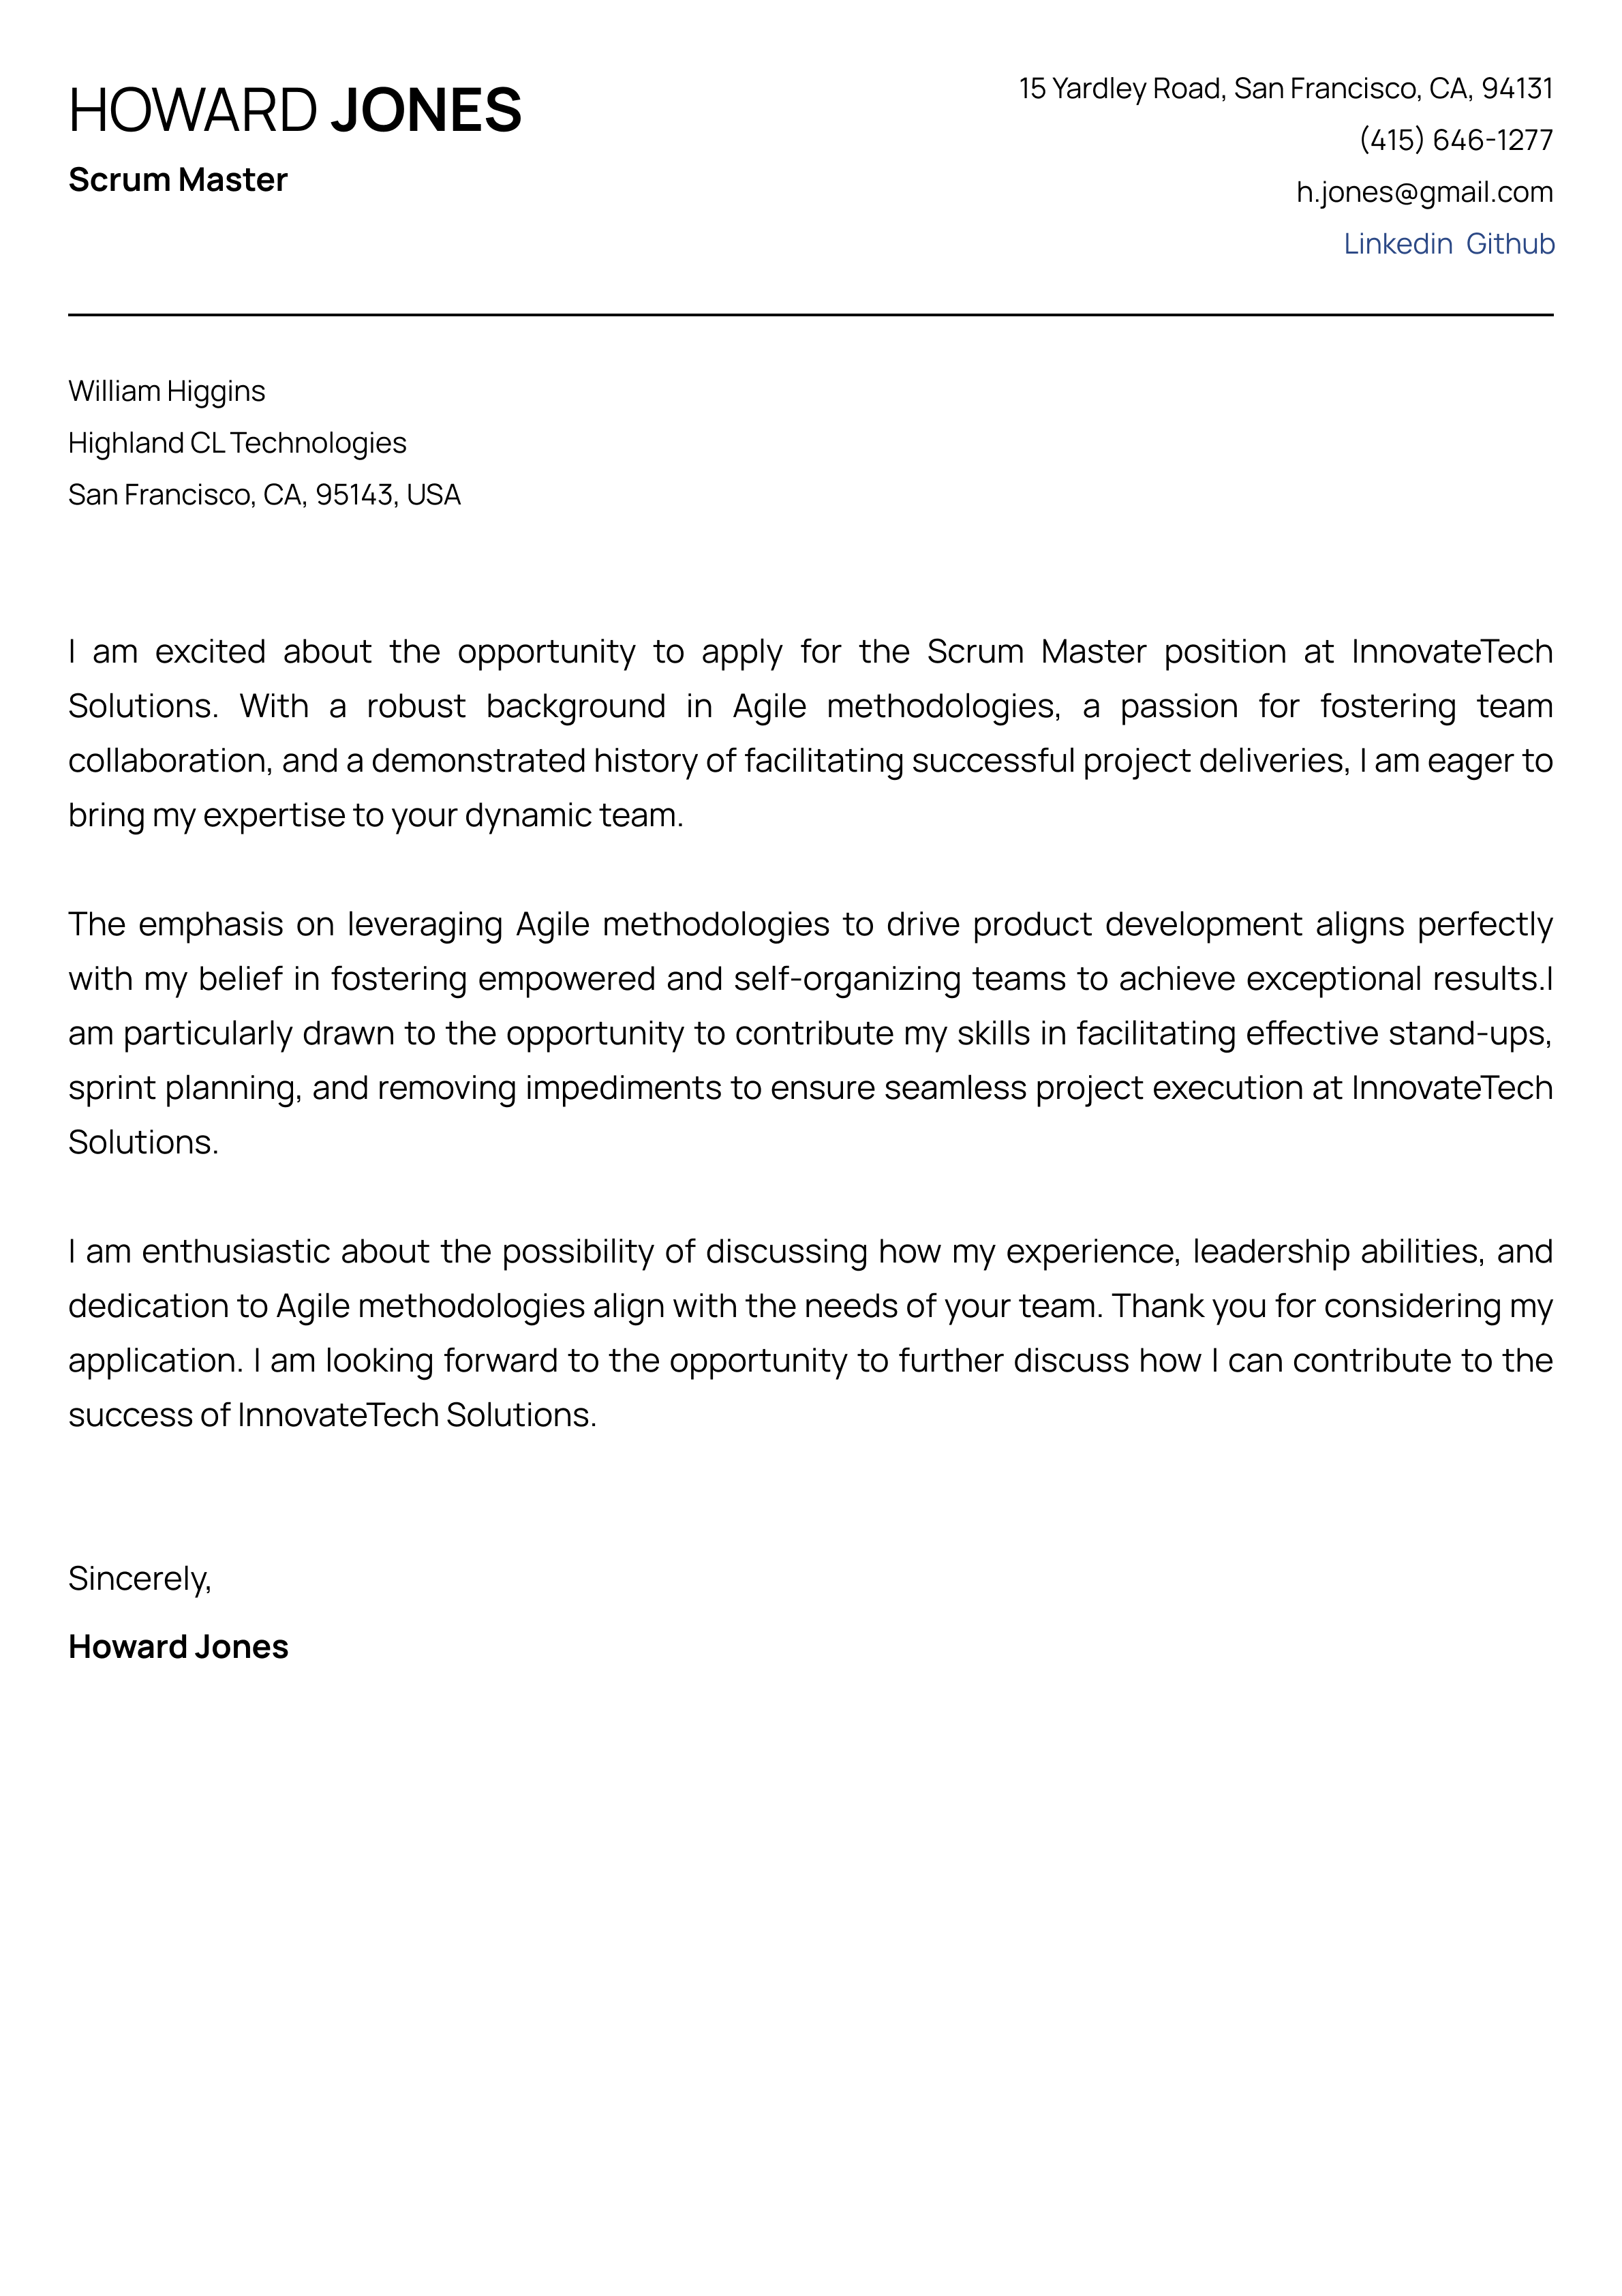 HOWARD JONES
Scrum Master
15 Yardley Road, San Francisco, CA, 94131
(415) 646-1277
h.jones@gmail.com
Linkedin Github
William Higgins
Highland CL Technologies
San Francisco, CA, 95143, USA
I am excited about the opportunity to apply for the Scrum Master position at InnovateTech
Solutions. With a robust background in Agile methodologies, a passion for fostering team
collaboration, and a demonstrated history of facilitating successful project deliveries, I am eager to
bring my expertise to your dynamic team.
The emphasis on leveraging Agile methodologies to drive product development aligns perfectly
with my belief in fostering empowered and self-organizing teams to achieve exceptional results.I
am particularly drawn to the opportunity to contribute my skills in facilitating effective stand-ups,
sprint planning, and removing impediments to ensure seamless project execution at InnovateTech
Solutions.
I am enthusiastic about the possibility of discussing how my experience, leadership abilities, and
dedication to Agile methodologies align with the needs of your team. Thank you for considering my
application. I am looking forward to the opportunity to further discuss how I can contribute to the
success of InnovateTech Solutions.
Sincerely,
Howard Jones